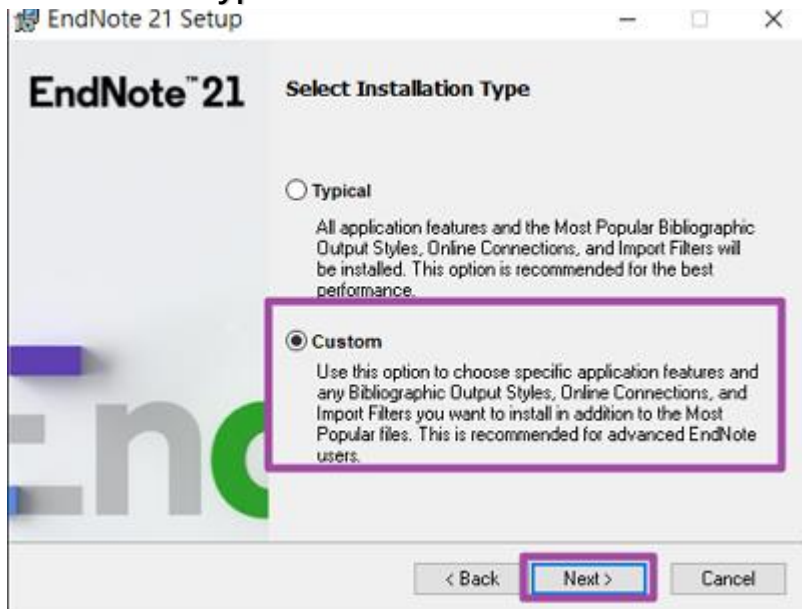 EndNote 21 Setup
EndNote™21
Select Installation Type
Typical
All application features and the Most Popular Bibliographic
Output Styles, Online Connections, and Import Filters will
be installed. This option is recommended for the best
performance.
Custom
Use this option to choose specific application features and
any Bibliographic Output Styles, Online Connections, and
Import Filters you want to install in addition to the Most
Popular files. This is recommended for advanced EndNote
users.
< Back Next > Cancel